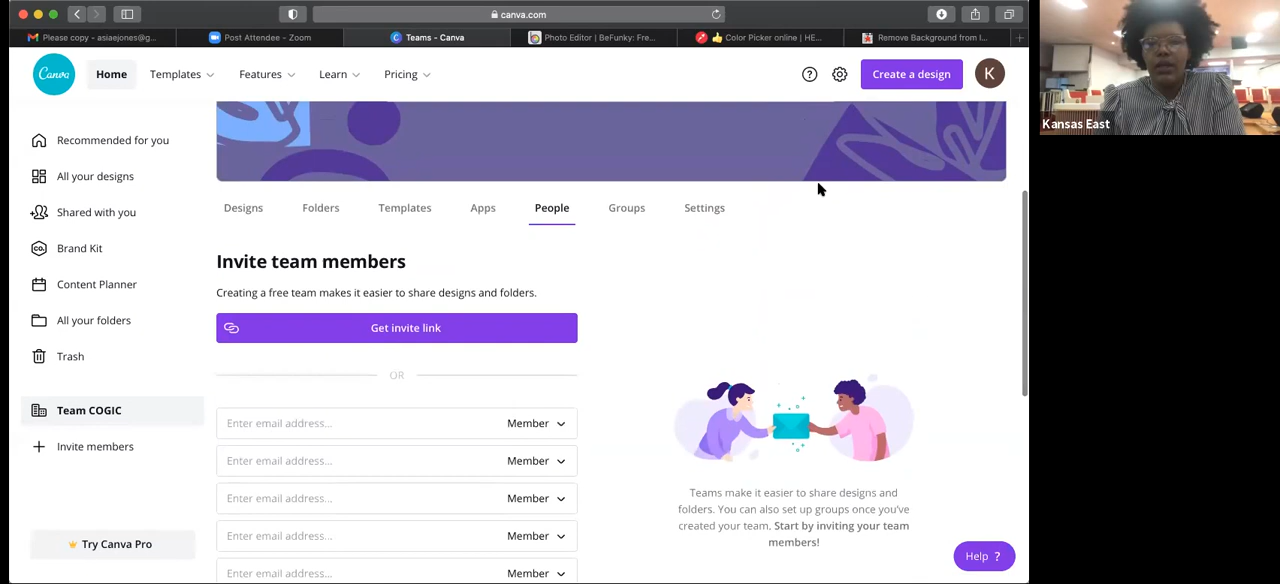 canva.com
Please copy - asiaejones@g...
Post Attendee - Zoom
Teams - Canva
Photo Editor | BeFunky: Fre...
Color Picker online | HE...
Remove Background from I...
Canva
Home
Templates
Features
Learn
Pricing
Create a design
K
Kansas East
Recommended for you
All your designs
Shared with you
CO.
Brand Kit
Content Planner
All your folders
Trash
Team COGIC
Invite members
Try Canva Pro
Designs
Folders
Templates
Apps
People
Groups
Settings
Invite team members
Creating a free team makes it easier to share designs and folders.
Get invite link
OR
Enter email address... Member
Enter email address... Member
Enter email address... Member
Enter email address... Member
Enter email address... Member
Teams make it easier to share designs and
folders. You can also set up groups once you've
created your team. Start by inviting your team
members!
Help ?